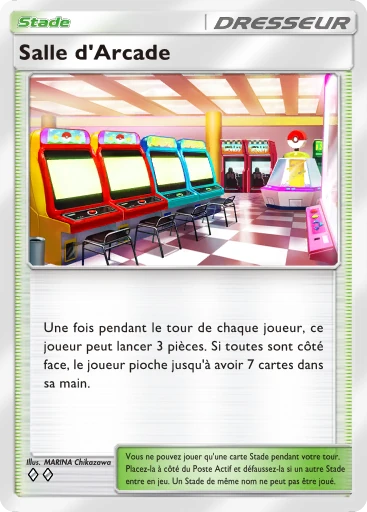 Stade
DRESSEUR
Salle d'Arcade
Une fois pendant le tour de chaque joueur, ce
joueur peut lancer 3 pièces. Si toutes sont côté
face, le joueur pioche jusqu'à avoir 7 cartes dans
sa main.
Illus. MARINA Chikazawa
Vous ne pouvez jouer qu'une carte Stade pendant votre tour.
Placez-la à côté du Poste Actif et défaussez-la si un autre Stade
entre en jeu. Un Stade de même nom ne peut pas être joué.